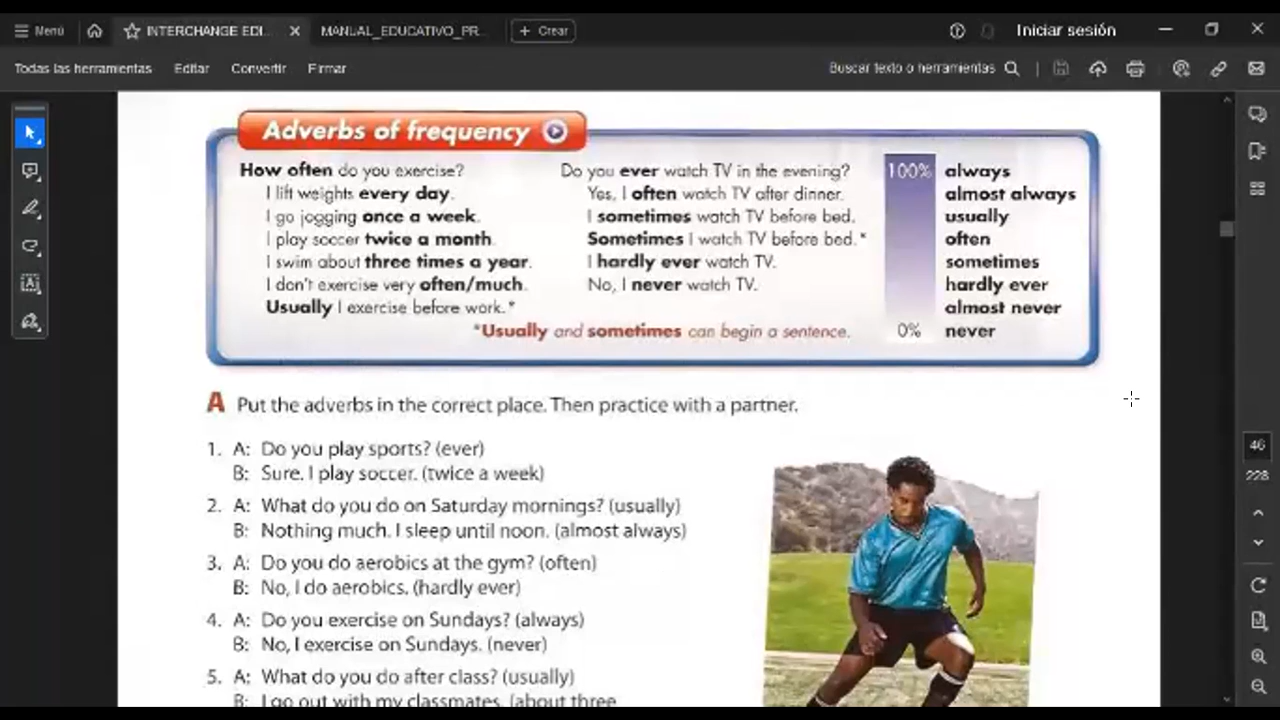 Menú
INTERCHANGE EDI...
MANUAL_EDUCATIVO_PR...
+ Crear
Iniciar sesión
Todas las herramientas
Editar
Convertir
Firmar
Buscar texto o herramientas
Adverbs of frequency
How often do you exercise?
I lift weights every day.
I go jogging once a week.
I play soccer twice a month.
I swim about three times a year.
I don't exercise very often/much.
Usually I exercise before work.*
Do you ever watch TV in the evening?
Yes, I often watch TV after dinner.
I sometimes watch TV before bed.
Sometimes I watch TV before bed.*
I hardly ever watch TV.
No, I never watch TV.
*Usually and sometimes can begin a sentence.
100% always
almost always
usually
often
sometimes
hardly ever
almost never
0% never
A Put the adverbs in the correct place. Then practice with a partner.
1. A: Do you play sports? (ever)
B: Sure. I play soccer. (twice a week)
2. A: What do you do on Saturday mornings? (usually)
B: Nothing much. I sleep until noon. (almost always)
3. A: Do you do aerobics at the gym? (often)
B: No, I do aerobics. (hardly ever)
4. A: Do you exercise on Sundays? (always)
B: No, I exercise on Sundays. (never)
5. A: What do you do after class? (usually)
B: I go out with my classmates. (about three
46
228